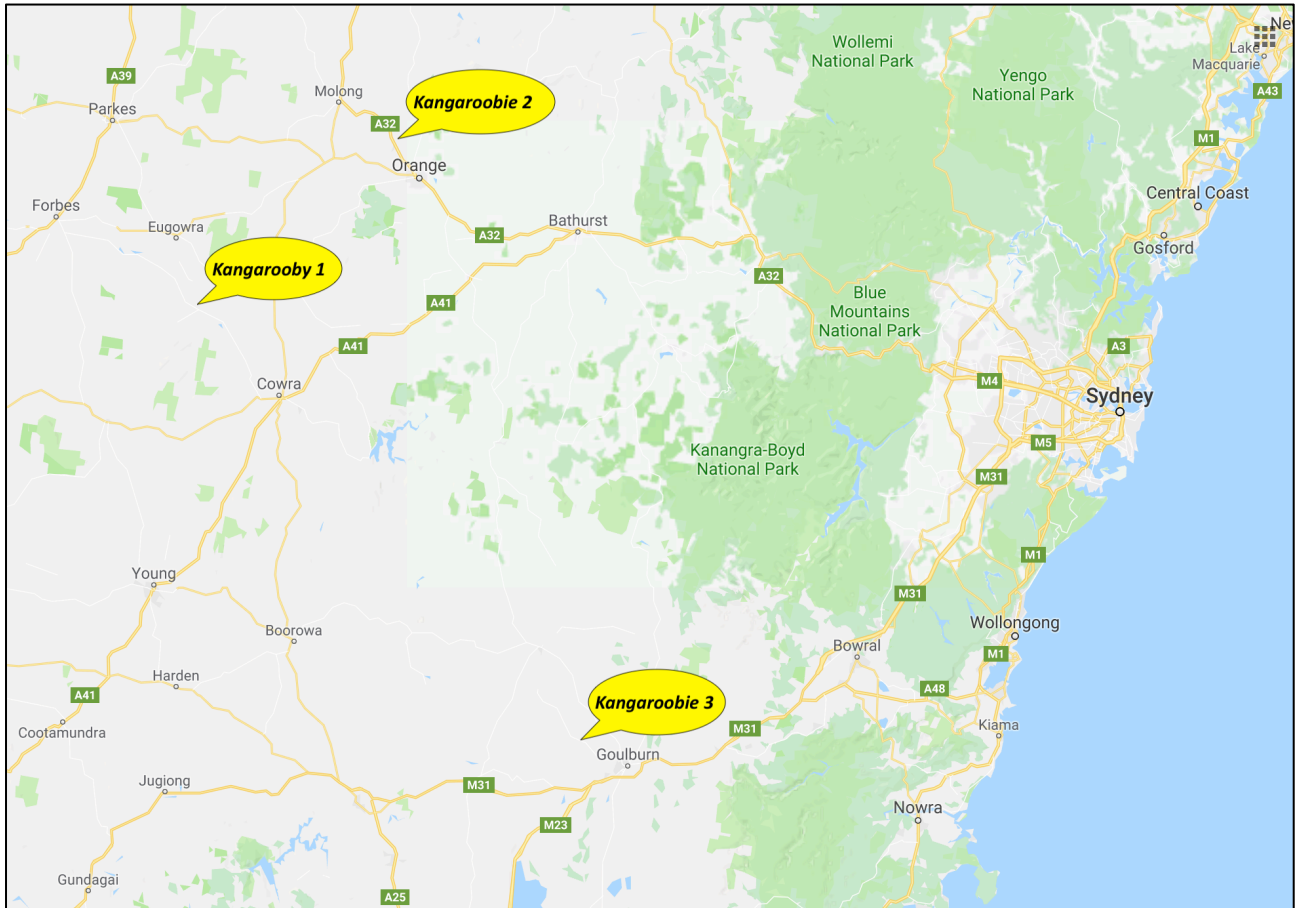 Wollemi
National Park
New
Lake
Macquarie
Yengo
National Park
A39
Molong
Kangaroobie 2
A43
Parkes
A32
M1
Orange
Central Coast
Forbes
Eugowra
Bathurst
A32
Gosford
Kangarooby 1
A32
A41
Blue
Mountains
National Park
A41
A3
Cowra
M4
Sydney
M5
Kanangra-Boyd
National Park
M31
M1
Young
M31
Boorowa
Wollongong
Bowral
M1
Harden
A41
A48
Kangaroobie 3
Cootamundra
M31
Kiama
Goulburn
Jugiong
M31
Nowra
M23
Gundagai
A25